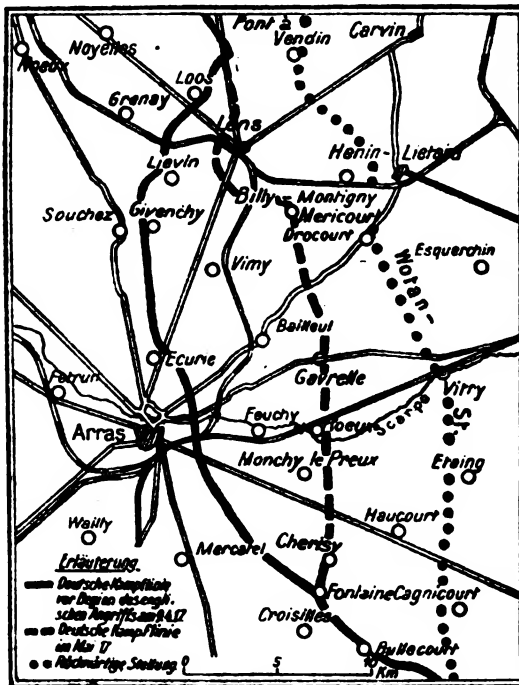 Pont à
Vendin
Carvin
Noyelles
Noeux
Loos
Grenay
Lens
Lievin
Henin-Lietard
Billy-Montigny
Givenchy
Mericourt
Souchez
Drocourt
Esquerchin
Vimy
Wotan-
Bailleul
Ecurie
Gavrelle
Vitry
Scarpe
St.
Feuchy
Roeux
Arras
Monchy le Preux
Etaing
Wailly
Haucourt
Mercatel
Cherisy
Erläuterung
Deutsche Kampflinie
vor Beginn des engli-
schen Angriffs am 9.4.17
Deutsche Kampflinie
im Mai 17
Rückwärtige Stellung
Fontaine
Cagnicourt
Croisilles
Bullecourt
0 5 10
Km